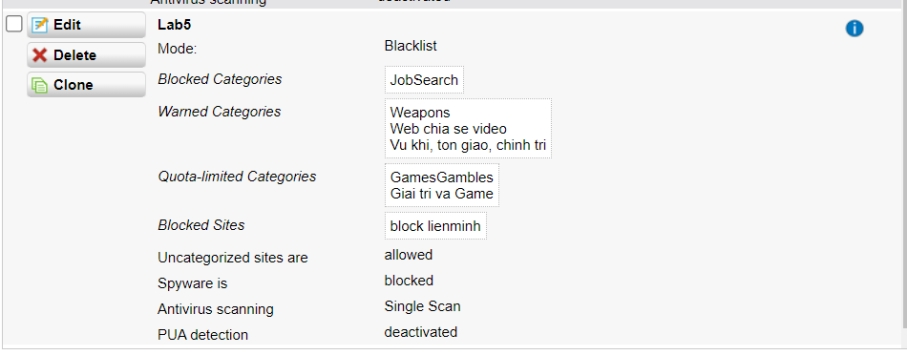 Antivirus scanning deactivated
Edit Lab5
Delete Mode: Blacklist
Clone Blocked Categories JobSearch
Warned Categories Weapons
Web chia se video
Vu khi, ton giao, chinh tri
Quota-limited Categories GamesGambles
Giai tri va Game
Blocked Sites block lienminh
Uncategorized sites are allowed
Spyware is blocked
Antivirus scanning Single Scan
PUA detection deactivated